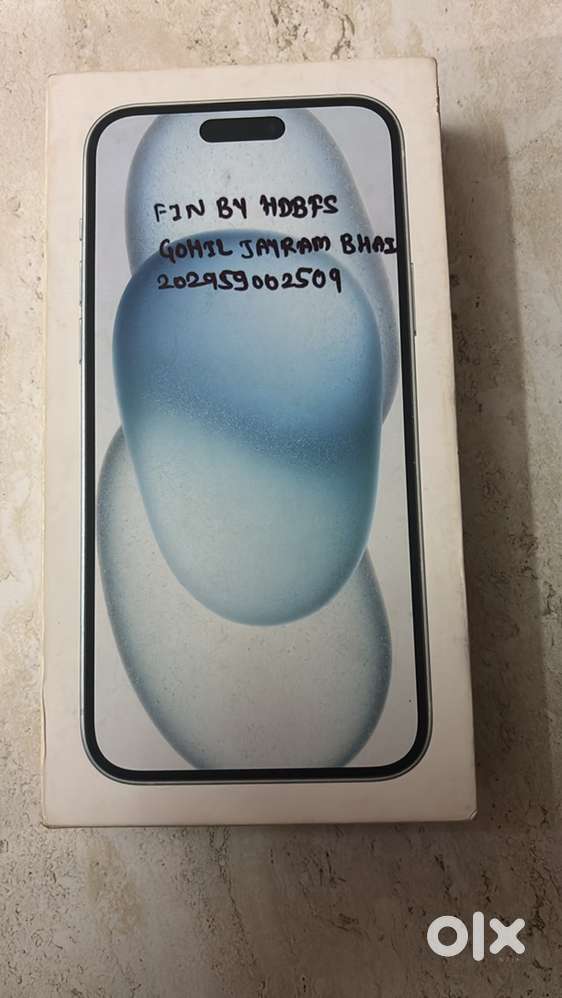 FIN BY HDBFS
GOHIL JAYRAM BHAI
202959002509
olx